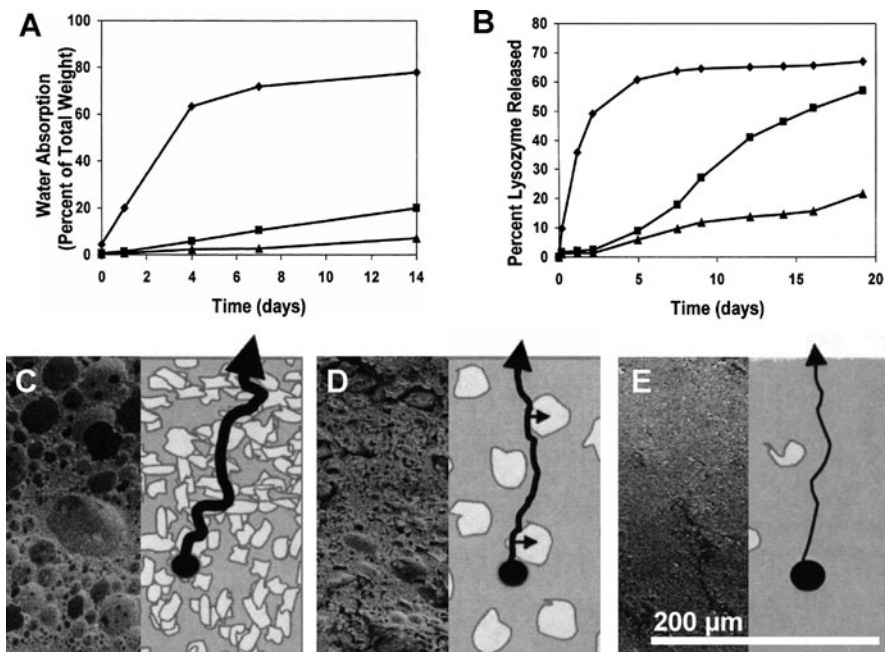 A
B
Water Absorption
(Percent of Total Weight)
100
80
60
40
20
0
0 2 4 6 8 10 12 14
Time (days)
Percent Lysozyme Released
80
70
60
50
40
30
20
10
0
0 5 10 15 20
Time (days)
C
D
E
200 µm